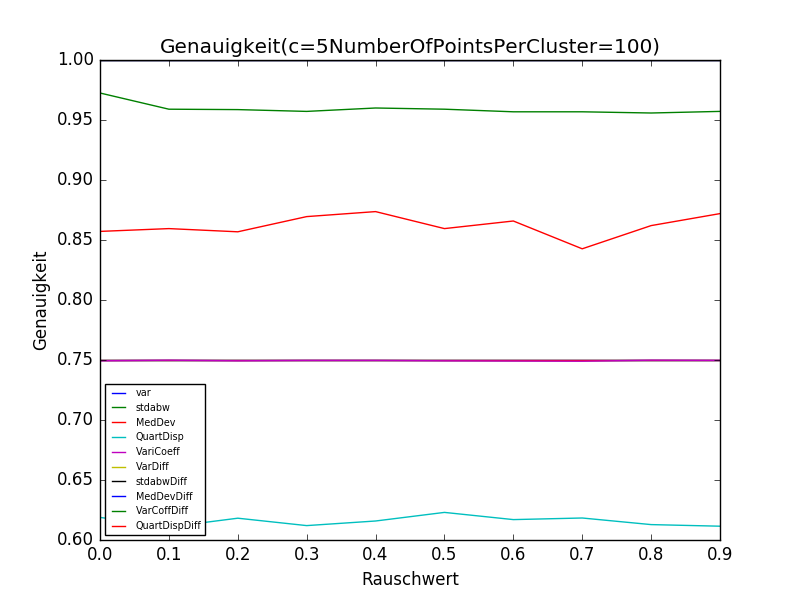 Genauigkeit(c=5NumberOfPointsPerCluster=100)
1.00
0.95
0.90
0.85
0.80
0.75
0.70
0.65
0.60
Genauigkeit
var
stdabw
MedDev
QuartDisp
VariCoeff
VarDiff
stdabwDiff
MedDevDiff
VarCoffDiff
QuartDispDiff
0.0 0.1 0.2 0.3 0.4 0.5 0.6 0.7 0.8 0.9
Rauschwert